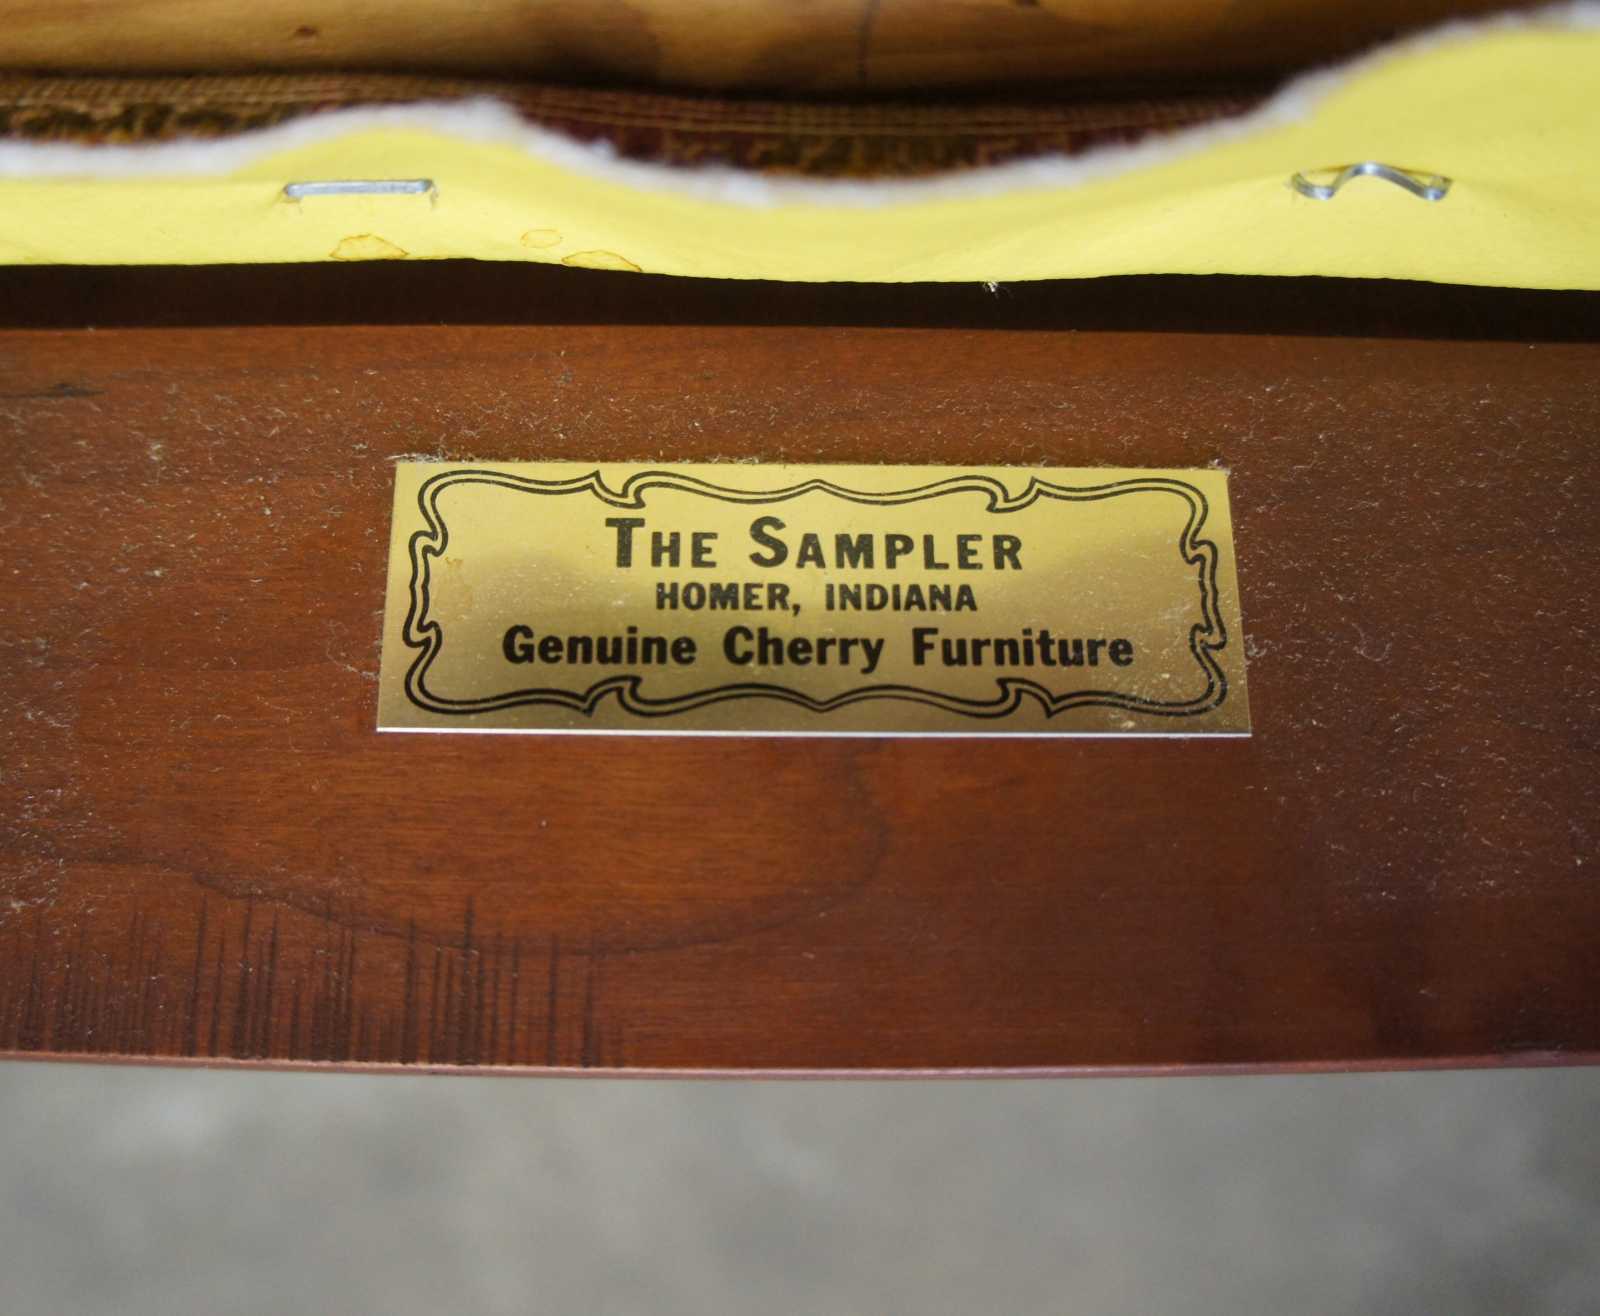 THE SAMPLER
HOMER, INDIANA
Genuine Cherry Furniture